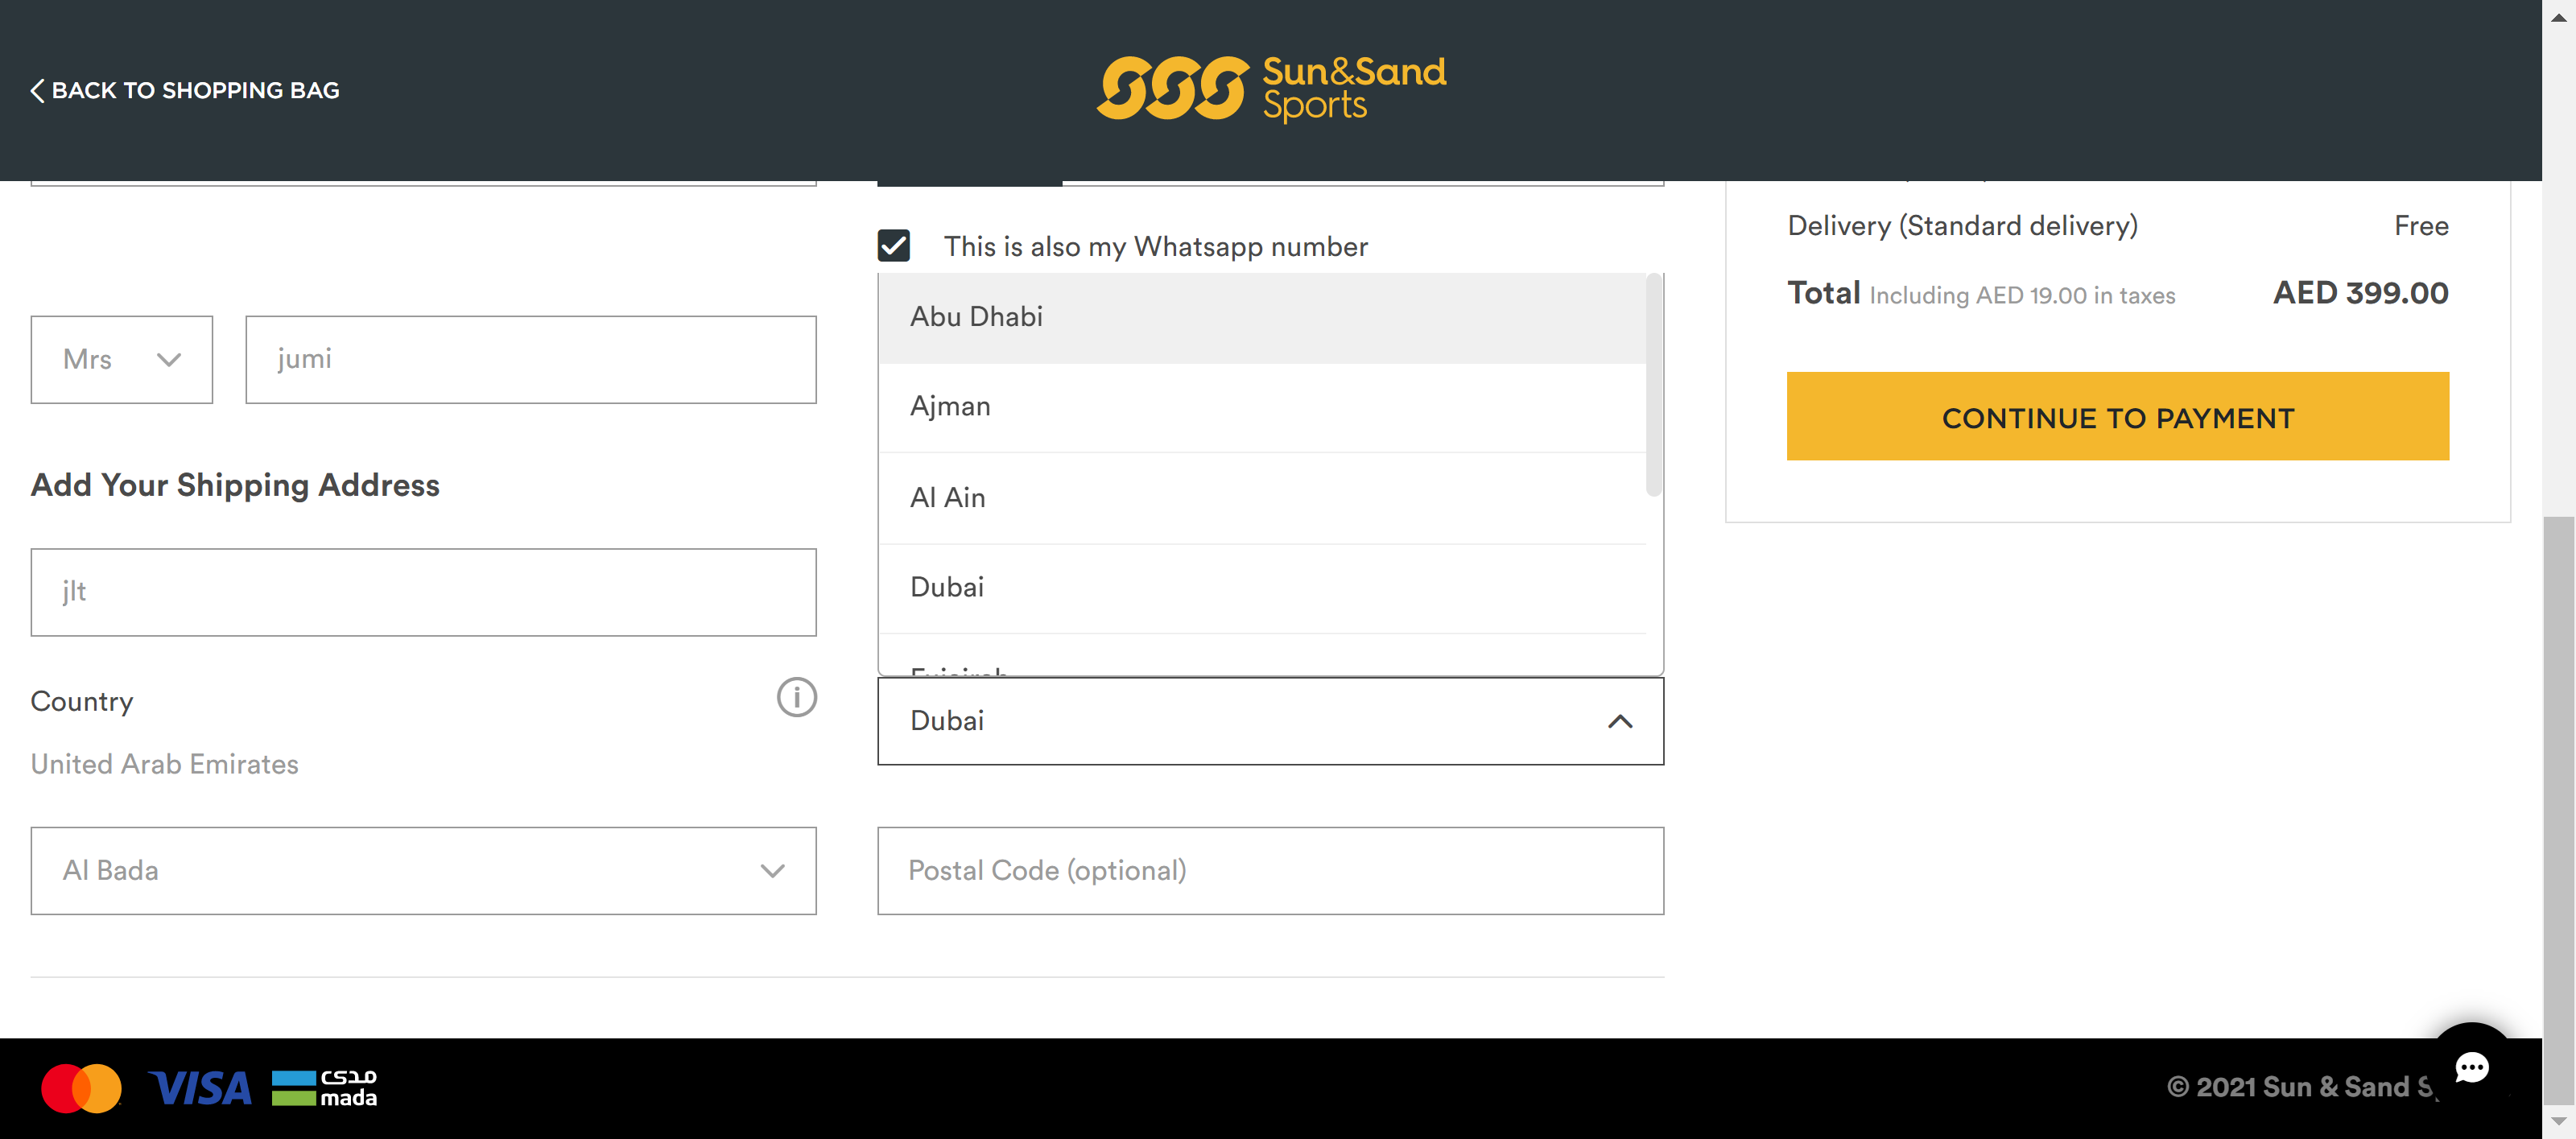 BACK TO SHOPPING BAG
Sun&Sand
Sports
This is also my Whatsapp number
Mrs
jumi
Add Your Shipping Address
jlt
Country
United Arab Emirates
Al Bada
Abu Dhabi
Ajman
Al Ain
Dubai
Dubai
Postal Code (optional)
Delivery (Standard delivery) Free
Total Including AED 19.00 in taxes AED 399.00
CONTINUE TO PAYMENT
VISA
مدى
mada
© 2021 Sun & Sand